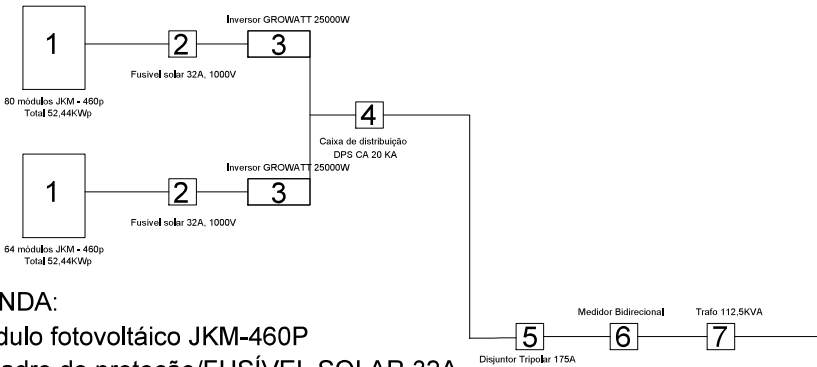 Inversor GROWATT 25000W
1
2
3
Fusivel solar 32A, 1000V
80 módulos JKM - 460p
Total 52,44KWp
4
Caixa de distribuição
DPS CA 20 KA
Inversor GROWATT 25000W
1
2
3
Fusivel solar 32A, 1000V
64 módulos JKM - 460p
Total 52,44KWp
NDA:
dulo fotovoltáico JKM-460P
FUSÍVEL SOLAR 32A
Medidor Bidirecional
Trafo 112,5KVA
5
6
7
Disjuntor Tripolar 175A